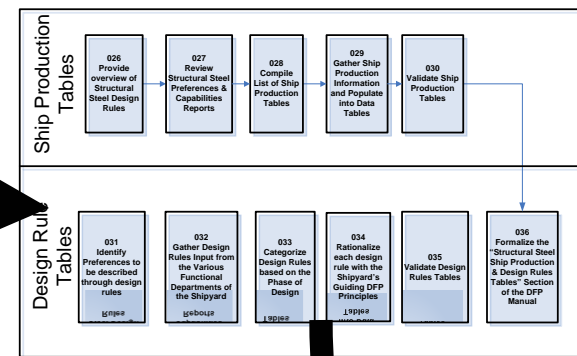 Ship Production
Tables
026
Provide
overview of
Structural
Steel Design
Rules
027
Review
Structural Steel
Preferences &
Capabilities
Reports
028
Compile
List of Ship
Production
Tables
029
Gather Ship
Production
Information
and Populate
into Data
Tables
030
Validate Ship
Production
Tables
Design Rule
Tables
031
Identify
Preferences to
be described
through design
rules
Rules
032
Gather Design
Rules Input from
the Various
Functional
Departments of
the Shipyard
Reports
033
Categorize
Design Rules
based on the
Phase of
Design
Tables
034
Rationalize
each design
rule with the
Shipyard's
Guiding DFP
Principles
Tables
035
Validate Design
Rules Tables
036
Formalize the
"Structural Steel
Ship Production
& Design Rules
Tables" Section
of the DFP
Manual